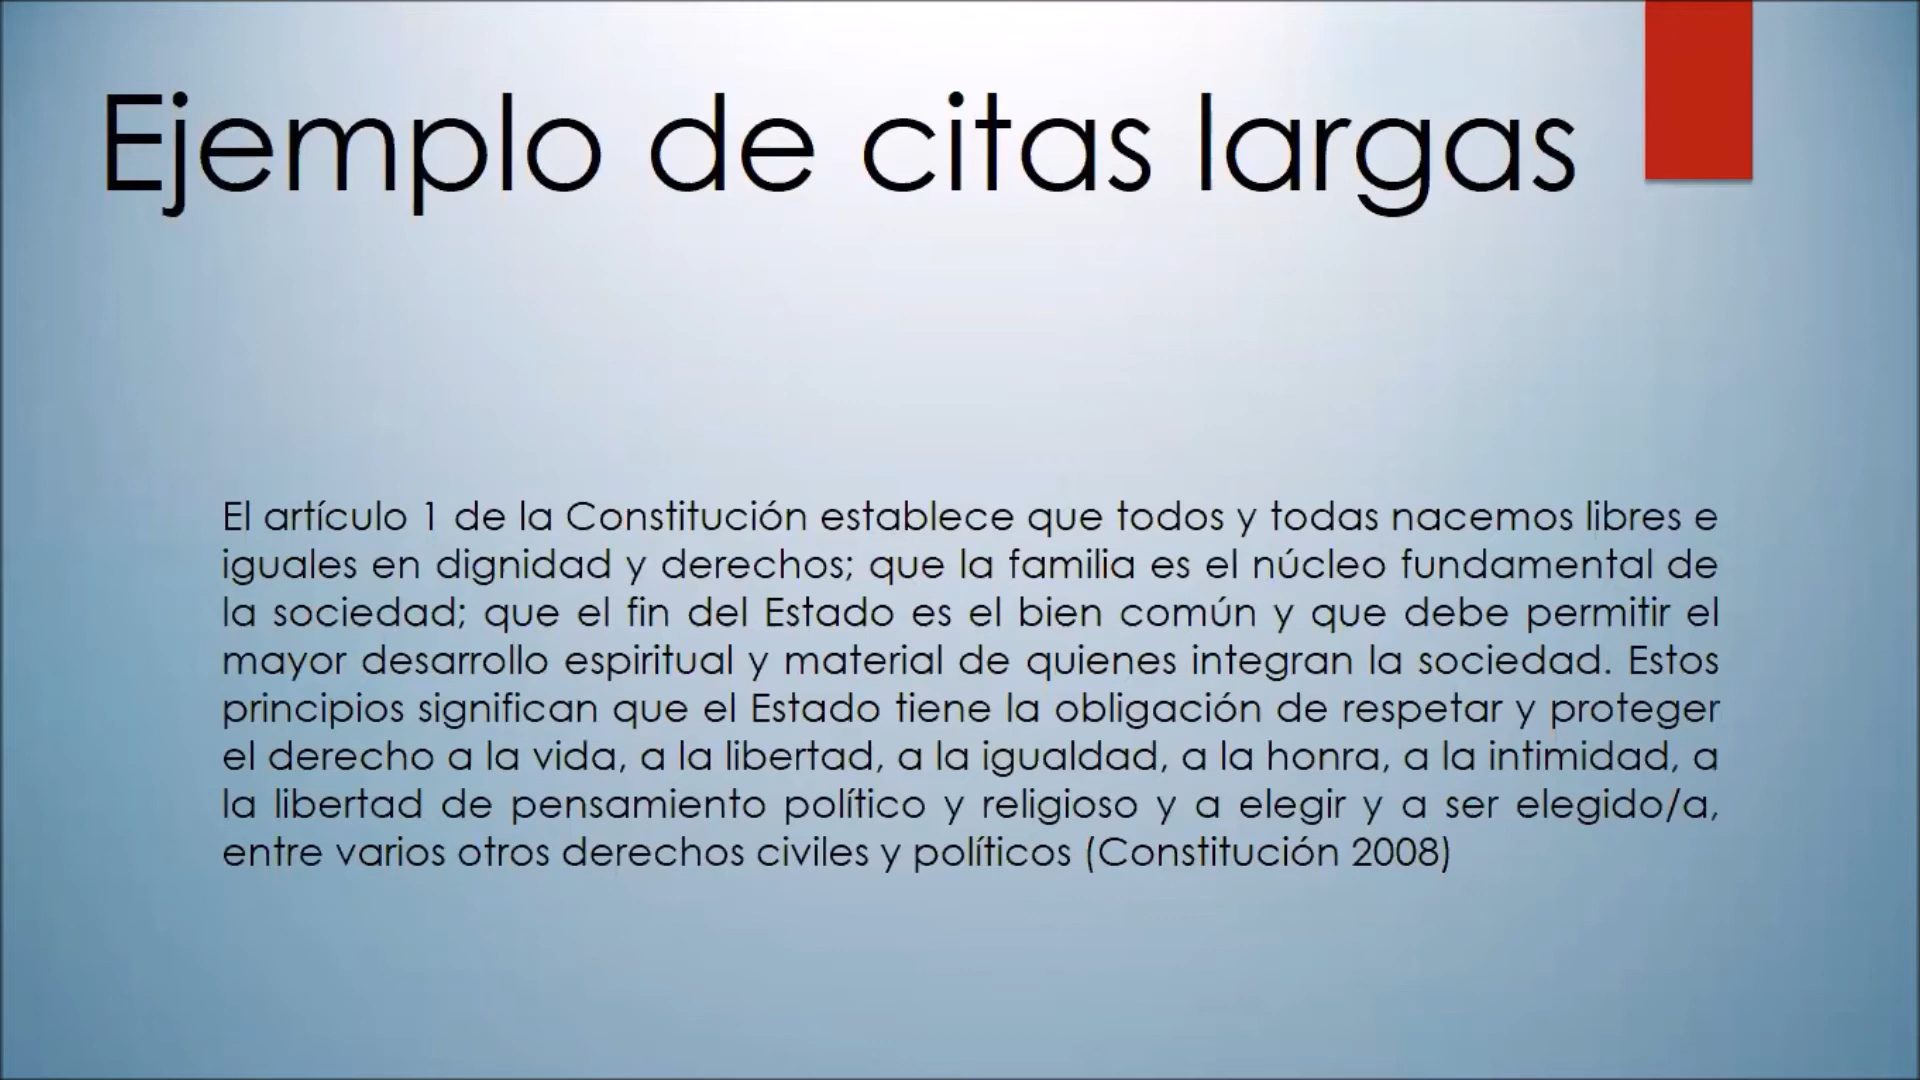 Ejemplo de citas largas
El artículo 1 de la Constitución establece que todos y todas nacemos libres e
iguales en dignidad y derechos; que la familia es el núcleo fundamental de
la sociedad; que el fin del Estado es el bien común y que debe permitir el
mayor desarrollo espiritual y material de quienes integran la sociedad. Estos
principios significan que el Estado tiene la obligación de respetar y proteger
el derecho a la vida, a la libertad, a la igualdad, a la honra, a la intimidad, a
la libertad de pensamiento político y religioso y a elegir y a ser elegido/a,
entre varios otros derechos civiles y políticos (Constitución 2008)